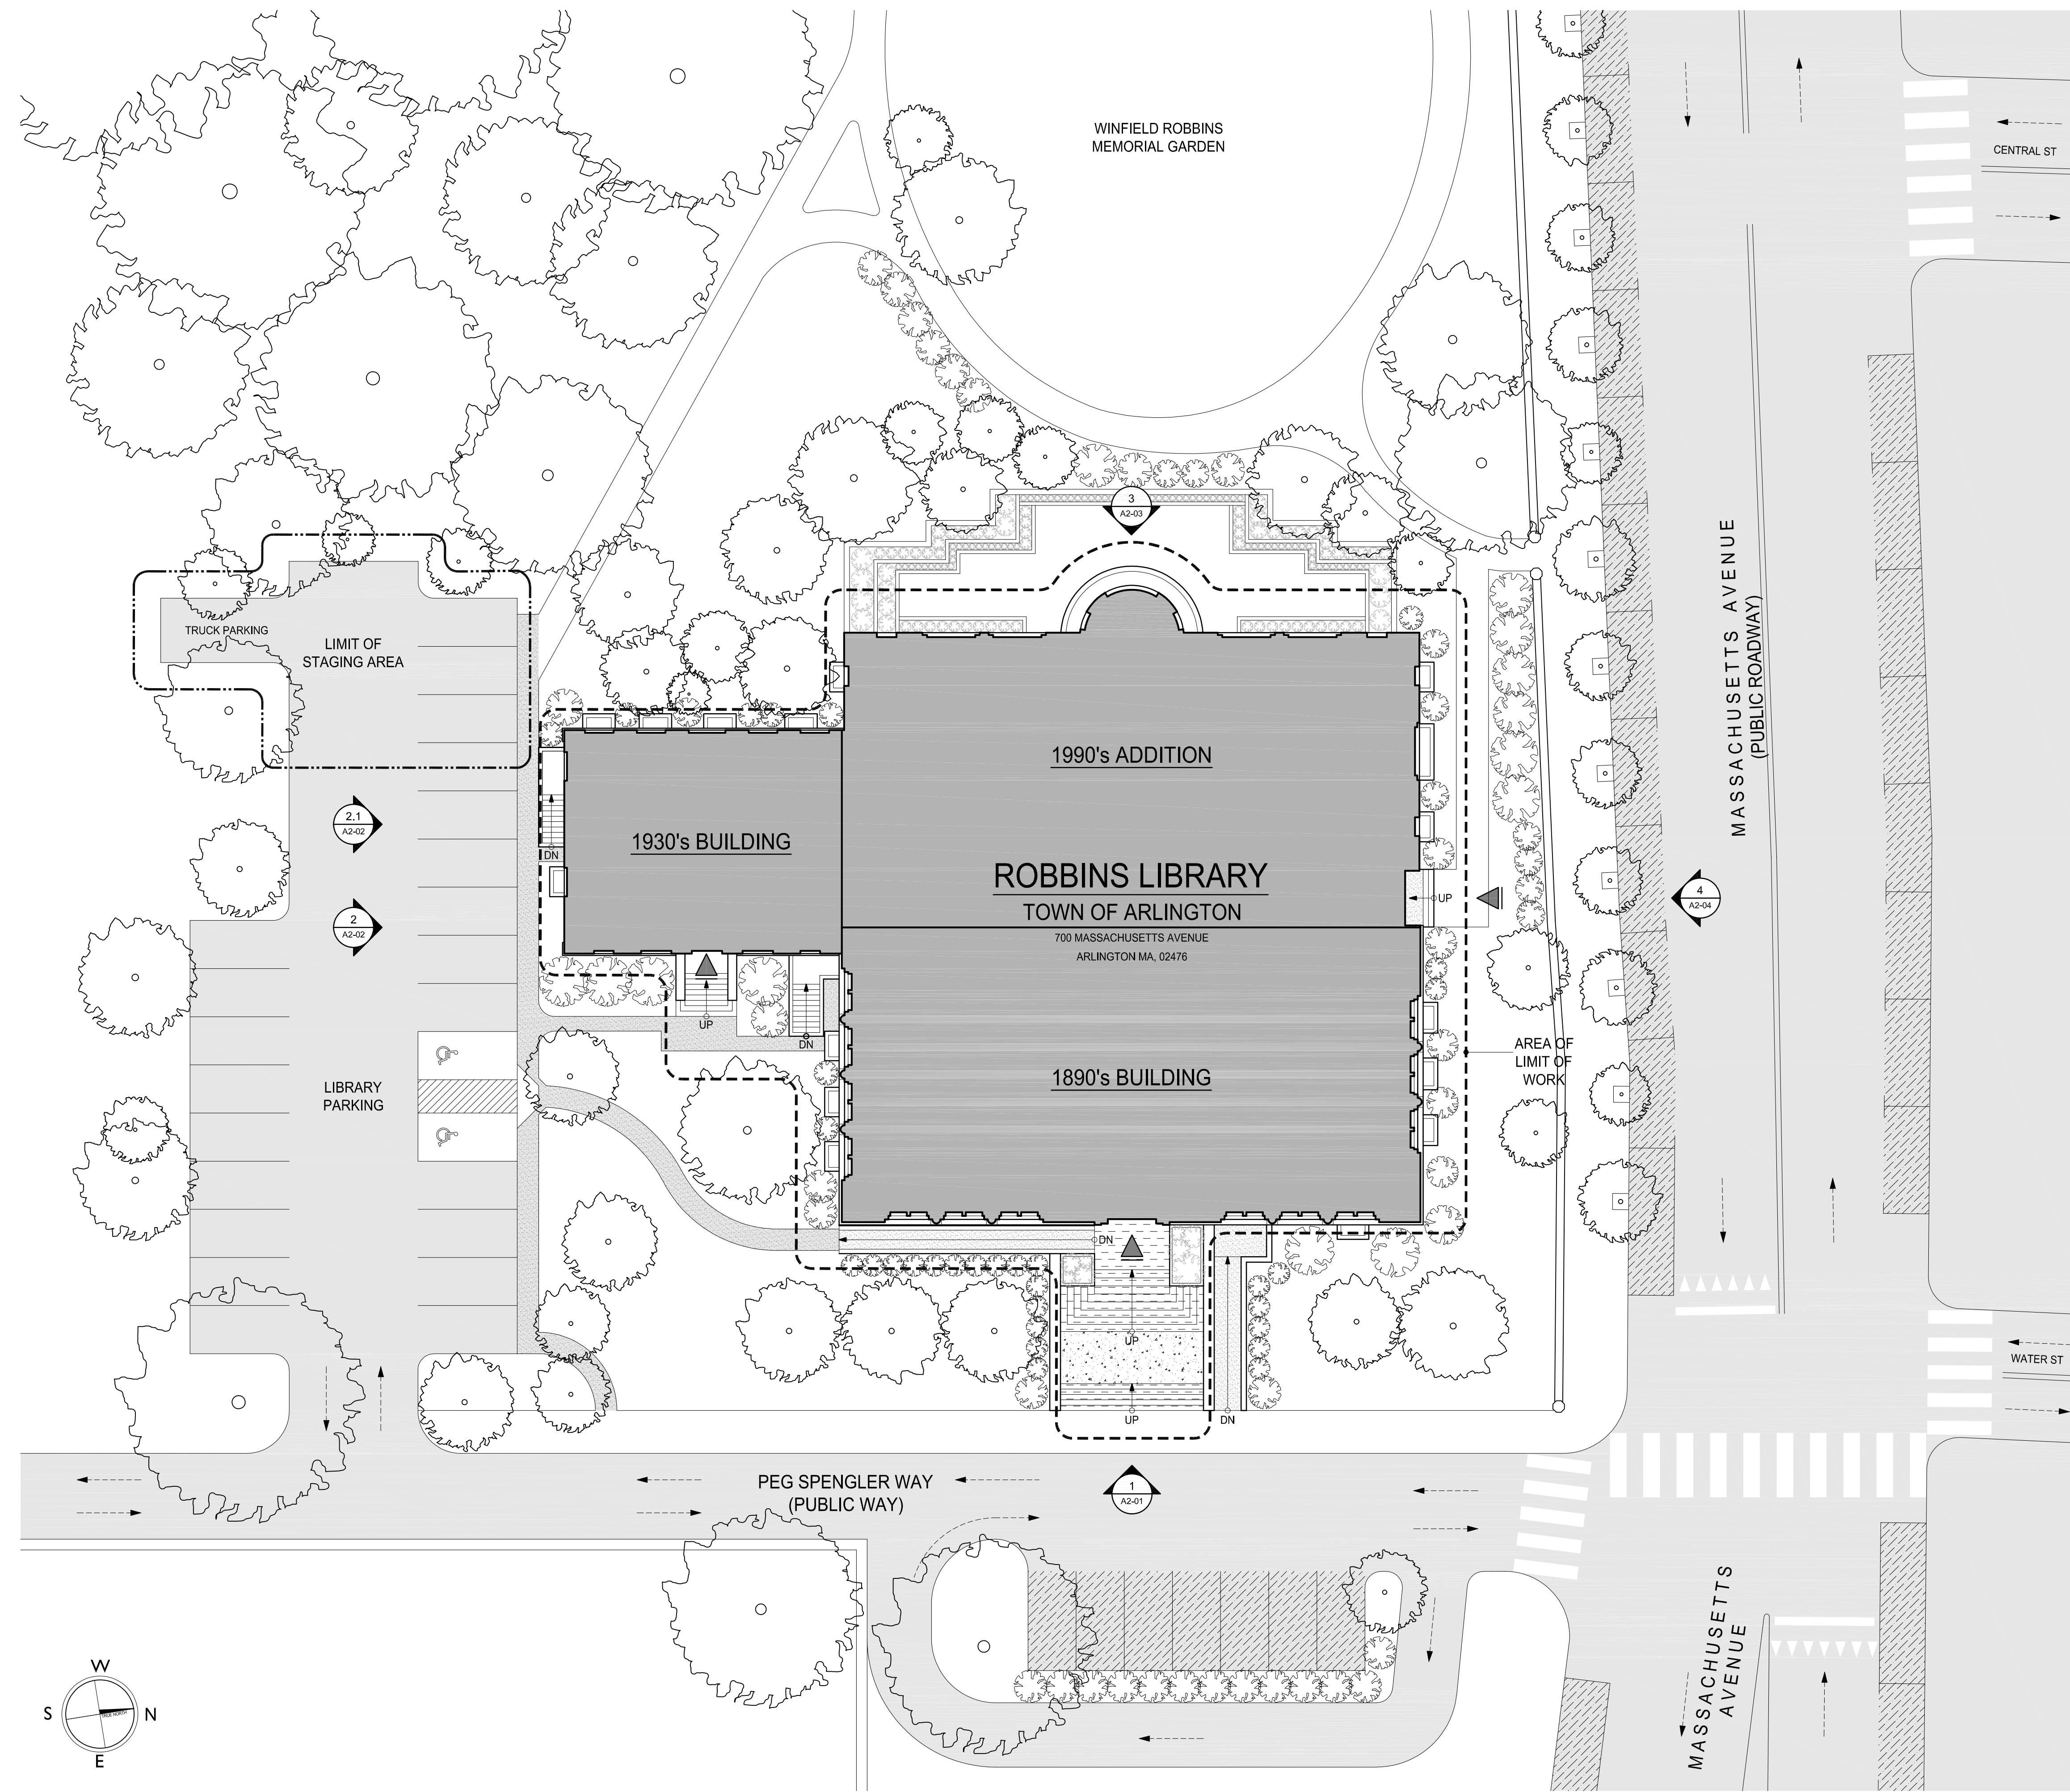 WINFIELD ROBBINS
MEMORIAL GARDEN
CENTRAL ST
3
A2-03
TRUCK PARKING
LIMIT OF
STAGING AREA
MASSACHUSETTS AVENUE
(PUBLIC ROADWAY)
1990's ADDITION
2.1
A2-02
1930's BUILDING
DN
ROBBINS LIBRARY
TOWN OF ARLINGTON
700 MASSACHUSETTS AVENUE
ARLINGTON MA, 02476
UP
4
A2-04
2
A2-02
UP
DN
AREA OF
LIMIT OF
WORK
1890's BUILDING
LIBRARY
PARKING
DN
UP
UP
DN
WATER ST
PEG SPENGLER WAY
(PUBLIC WAY)
1
A2-01
MASSACHUSETTS
AVENUE
W
S
TRUE NORTH
N
E